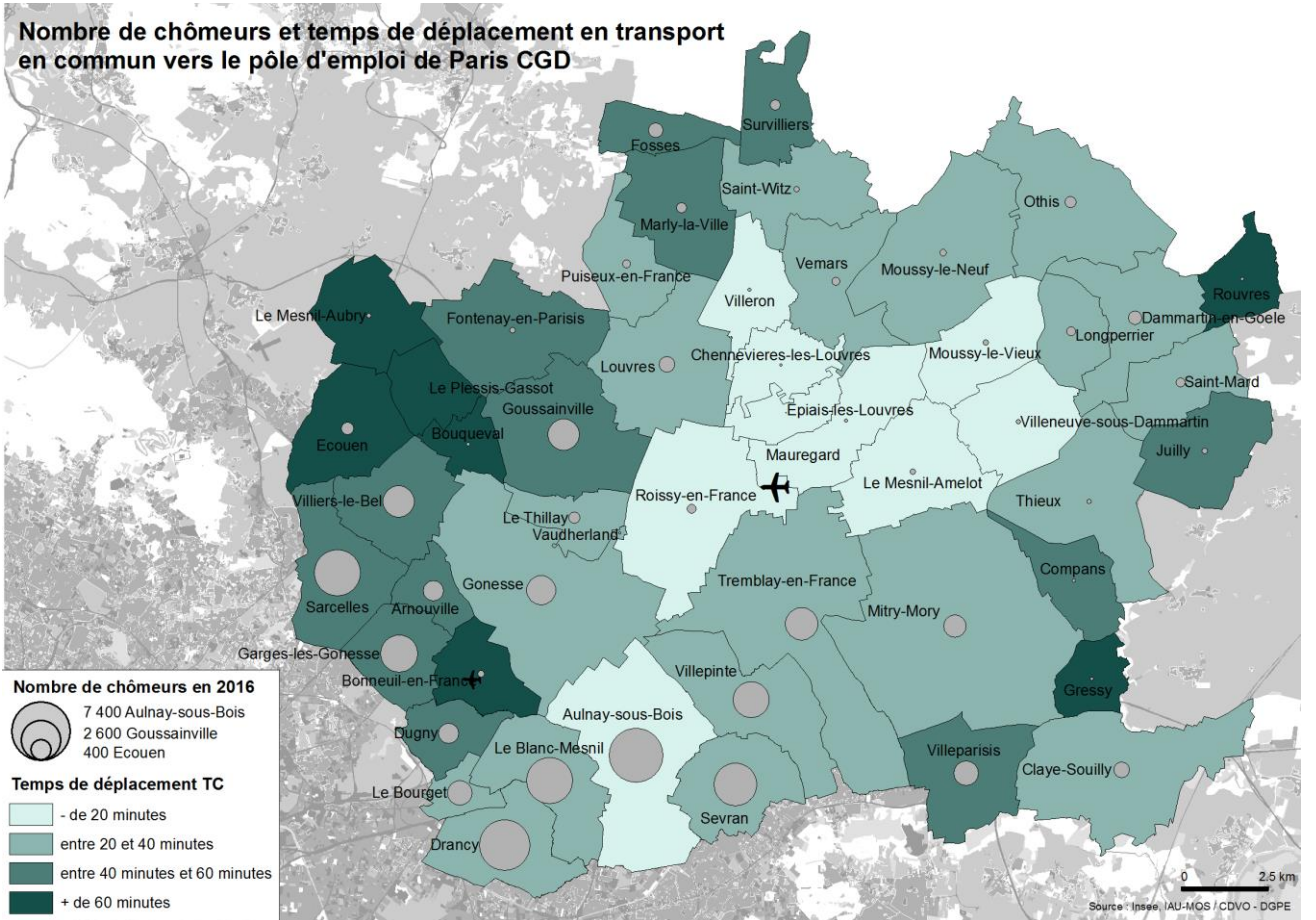 Nombre de chômeurs et temps de déplacement en transport
en commun vers le pôle d'emploi de Paris CGD
Survilliers
Fosses
Saint-Witz
Othis
Marly-la-Ville
Vemars
Moussy-le-Neuf
Puiseux-en-France
Rouvres
Villeron
Le Mesnil-Aubry
Fontenay-en-Parisis
Dammartin-en-Goele
Longperrier
Chennevieres-les-Louvres
Moussy-le-Vieux
Louvres
Le Plessis-Gassot
Saint-Mard
Goussainville
Epiais-les-Louvres
Villeneuve-sous-Dammartin
Bouqueval
Ecouen
Mauregard
Juilly
Le Mesnil-Amelot
Roissy-en-France
Villiers-le-Bel
Thieux
Le Thillay
Vaudherland
Compans
Tremblay-en-France
Gonesse
Sarcelles
Arnouville
Mitry-Mory
Garges-les-Gonesse
Villepinte
Bonneuil-en-France
Gressy
Aulnay-sous-Bois
Dugny
Le Blanc-Mesnil
Villeparisis
Claye-Souilly
Le Bourget
Sevran
Drancy
Nombre de chômeurs en 2016
7 400 Aulnay-sous-Bois
2 600 Goussainville
400 Ecouen
Temps de déplacement TC
- de 20 minutes
entre 20 et 40 minutes
entre 40 minutes et 60 minutes
+ de 60 minutes
0 2.5 km
Source : Insee, IAU-MOS / CDVO - DGPE